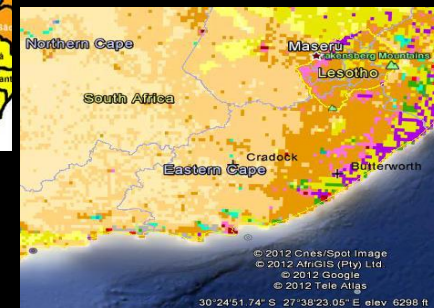 Northern Cape
Maseru
Drakensberg Mountains
Lesotho
South Africa
Cradock
Eastern Cape
Butterworth
© 2012 Cnes/Spot Image
© 2012 AfriGIS (Pty) Ltd
© 2012 Google
© 2012 Tele Atlas
30°24'51.74" S 27°38'23.05" E elev 6298 ft